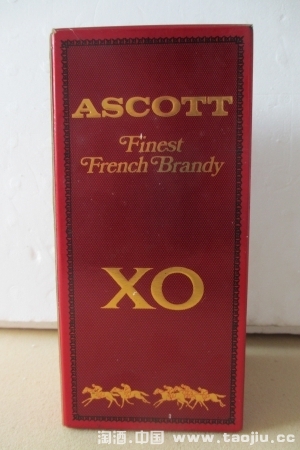 ASCOTT
Finest
French Brandy
XO
淘酒.中国 www.taojiu.cc